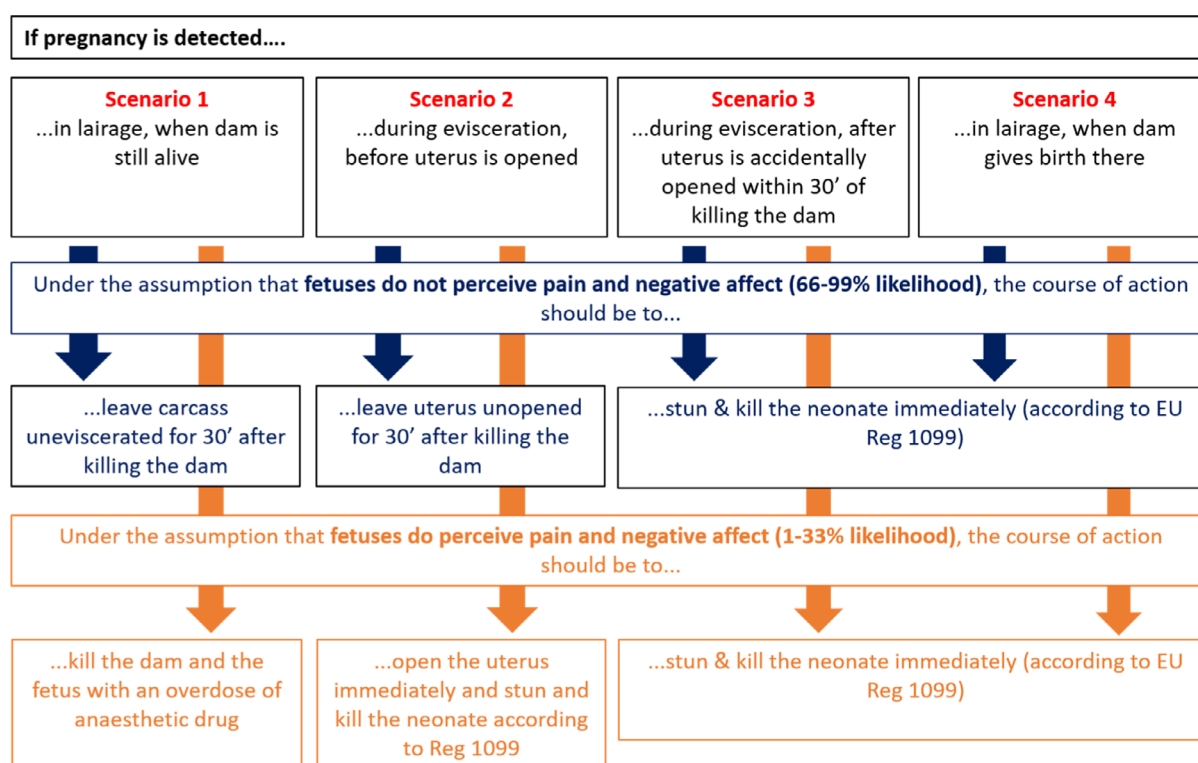 If pregnancy is detected....
Scenario 1
...in lairage, when dam is
still alive
Scenario 2
...during evisceration,
before uterus is opened
Scenario 3
...during evisceration, after
uterus is accidentally
opened within 30’ of
killing the dam
Scenario 4
...in lairage, when dam
gives birth there
Under the assumption that fetuses do not perceive pain and negative affect (66-99% likelihood), the course of action
should be to...
...leave carcass
uneviscerated for 30’ after
killing the dam
...leave uterus unopened
for 30’ after killing the
dam
...stun & kill the neonate immediately (according to EU
Reg 1099)
Under the assumption that fetuses do perceive pain and negative affect (1-33% likelihood), the course of action
should be to...
...kill the dam and the
fetus with an overdose of
anaesthetic drug
...open the uterus
immediately and stun and
kill the neonate according
to Reg 1099
...stun & kill the neonate immediately (according to EU
Reg 1099)